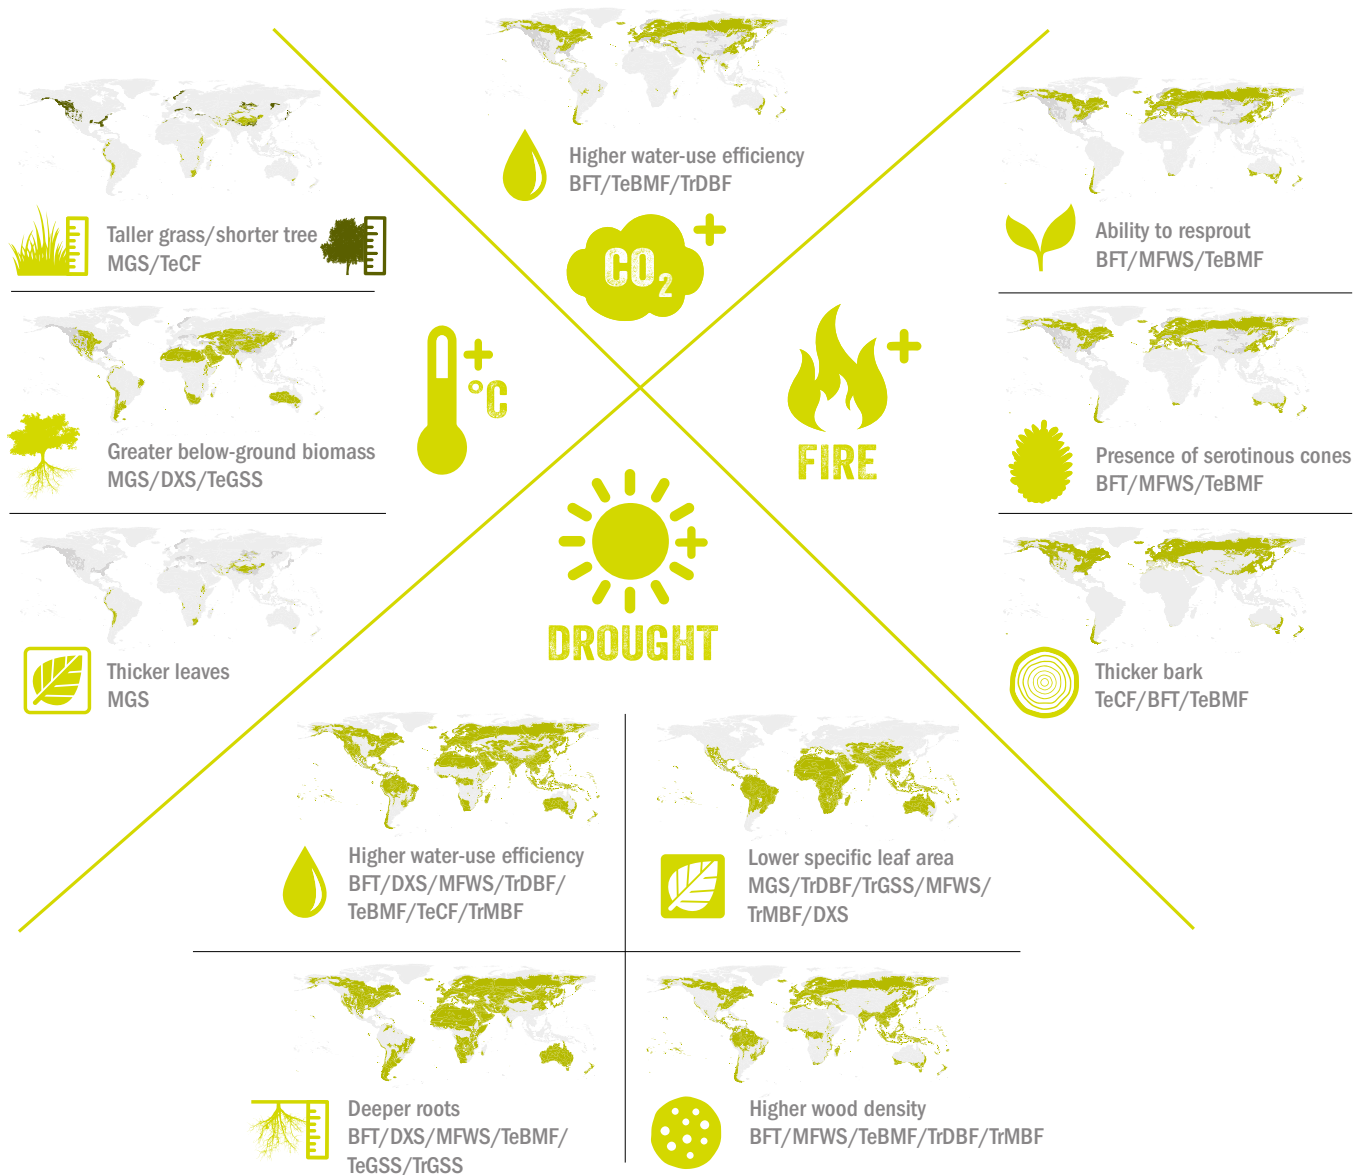 Higher water-use efficiency
BFT/TeBMF/TrDBF
CO2
+
Taller grass/shorter tree
MGS/TeCF
Greater below-ground biomass
MGS/DXS/TeGSS
Thicker leaves
MGS
+
°C
Ability to resprout
BFT/MFWS/TeBMF
Presence of serotinous cones
BFT/MFWS/TeBMF
Thicker bark
TeCF/BFT/TeBMF
+
FIRE
+
DROUGHT
Higher water-use efficiency
BFT/DXS/MFWS/TrDBF/
TeBMF/TeCF/TrMBF
Lower specific leaf area
MGS/TrDBF/TrGSS/MFWS/
TrMBF/DXS
Deeper roots
BFT/DXS/MFWS/TeBMF/
TeGSS/TrGSS
Higher wood density
BFT/MFWS/TeBMF/TrDBF/TrMBF